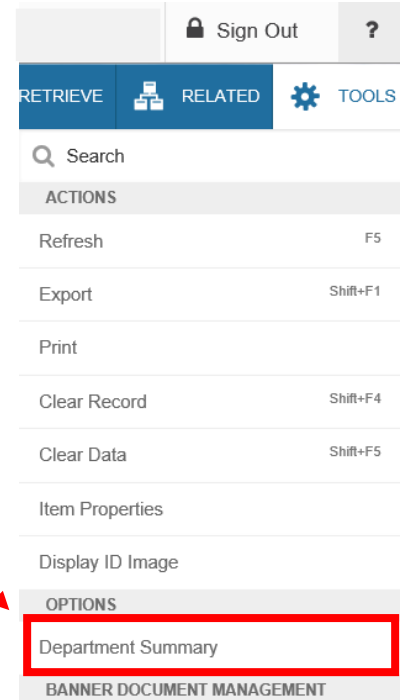 Sign Out ?
RETRIEVE RELATED TOOLS
Search
ACTIONS
Refresh F5
Export Shift+F1
Print
Clear Record Shift+F4
Clear Data Shift+F5
Item Properties
Display ID Image
OPTIONS
Department Summary
BANNER DOCUMENT MANAGEMENT